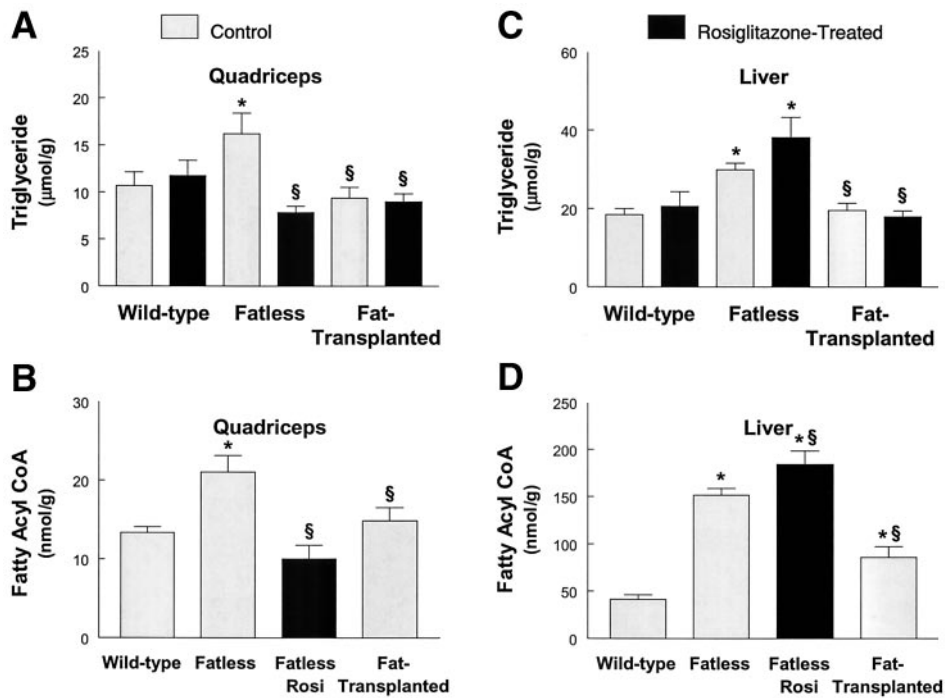 A
Control
C
Rosiglitazone-Treated
Quadriceps
Triglyceride
(μmol/g)
25
20
15
10
5
0
*
§
§
§
Wild-type Fatless Fat-
Transplanted
Liver
Triglyceride
(μmol/g)
60
40
20
0
*
*
§
§
Wild-type Fatless Fat-
Transplanted
B
Quadriceps
Fatty Acyl CoA
(nmol/g)
30
20
10
0
*
§
§
Wild-type Fatless Fatless Fat-
Rosi Transplanted
D
Liver
Fatty Acyl CoA
(nmol/g)
250
200
150
100
50
0
*
* §
* §
Wild-type Fatless Fatless Fat-
Rosi Transplanted